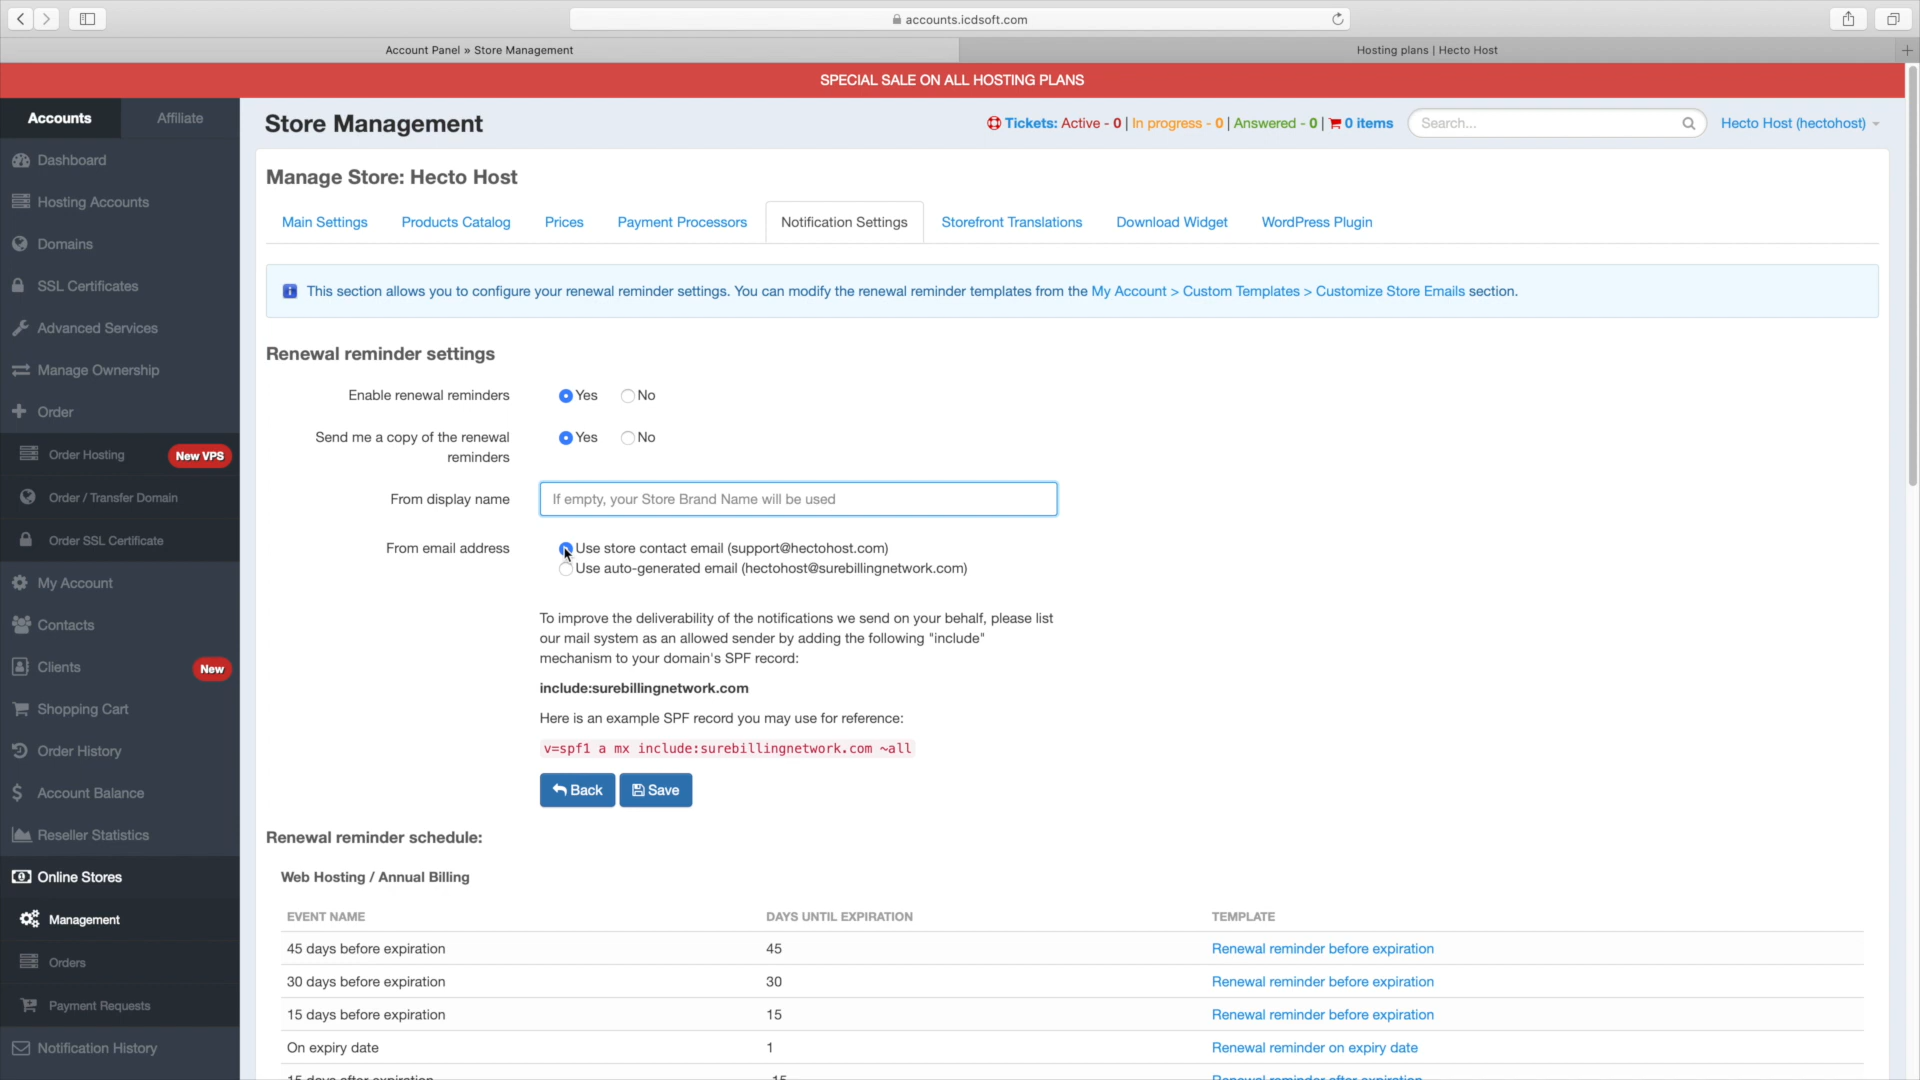 accounts.icdsoft.com
Account Panel » Store Management
Hosting plans | Hecto Host
SPECIAL SALE ON ALL HOSTING PLANS
Accounts
Affiliate
Dashboard
Hosting Accounts
Domains
SSL Certificates
Advanced Services
Manage Ownership
Order
Order Hosting
New VPS
Order / Transfer Domain
Order SSL Certificate
My Account
Contacts
Clients
New
Shopping Cart
Order History
Account Balance
Reseller Statistics
Online Stores
Management
Orders
Payment Requests
Notification History
Store Management
Tickets: Active - 0 | In progress - 0 | Answered - 0 | 0 items
Search...
Hecto Host (hectohost)
Manage Store: Hecto Host
Main Settings
Products Catalog
Prices
Payment Processors
Notification Settings
Storefront Translations
Download Widget
WordPress Plugin
This section allows you to configure your renewal reminder settings. You can modify the renewal reminder templates from the My Account > Custom Templates > Customize Store Emails section.
Renewal reminder settings
Enable renewal reminders
Yes
No
Send me a copy of the renewal
reminders
Yes
No
From display name
If empty, your Store Brand Name will be used
From email address
Use store contact email (support@hectohost.com)
Use auto-generated email (hectohost@surebillingnetwork.com)
To improve the deliverability of the notifications we send on your behalf, please list
our mail system as an allowed sender by adding the following "include"
mechanism to your domain's SPF record:
include:surebillingnetwork.com
Here is an example SPF record you may use for reference:
v=spf1 a mx include:surebillingnetwork.com ~all
Back
Save
Renewal reminder schedule:
Web Hosting / Annual Billing
EVENT NAME
DAYS UNTIL EXPIRATION
TEMPLATE
45 days before expiration
45
Renewal reminder before expiration
30 days before expiration
30
Renewal reminder before expiration
15 days before expiration
15
Renewal reminder before expiration
On expiry date
1
Renewal reminder on expiry date
15 days after expiration
-15
Renewal reminder after expiration